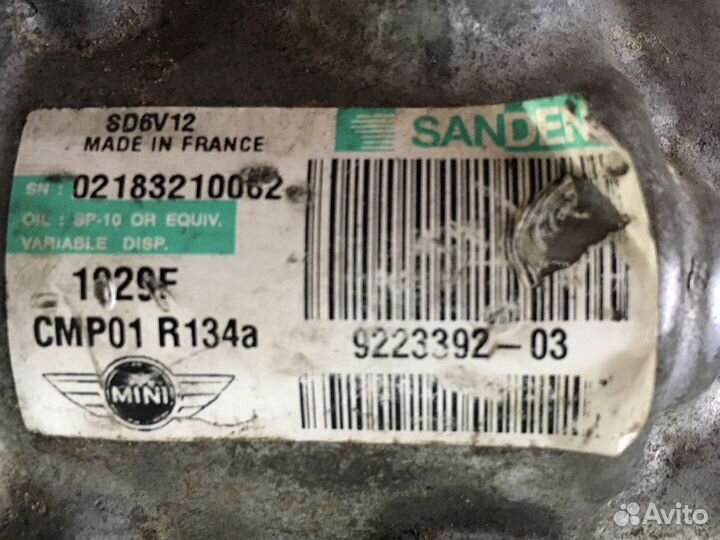 SD6V12
MADE IN FRANCE
SANDEN
SN : 02183210062
OIL : SP-10 OR EQUIV.
VARIABLE DISP.
CMP01 R134a
9223392-03
MINI
Avito